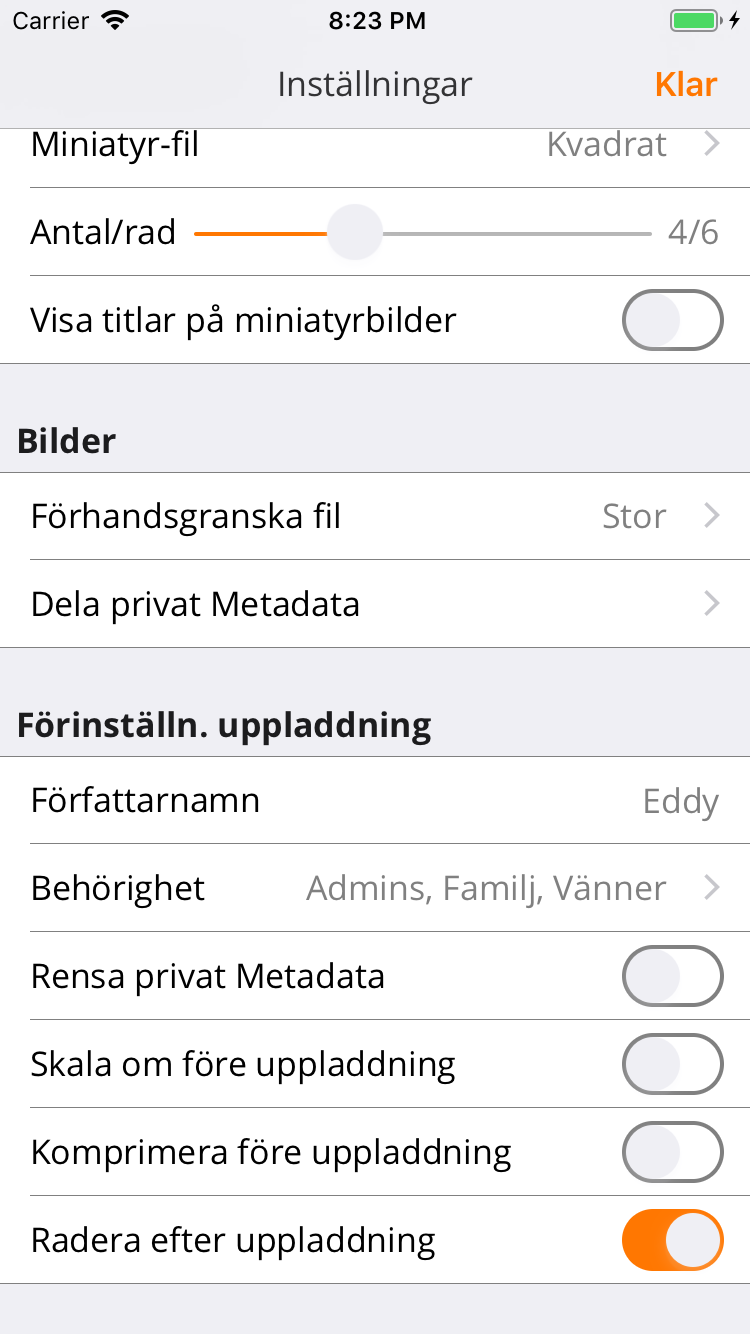 Carrier 8:23 PM
Inställningar Klar
Miniatyr-fil Kvadrat
Antal/rad 4/6
Visa titlar på miniatyrbilder
Bilder
Förhandsgranska fil Stor
Dela privat Metadata
Förinställn. uppladdning
Författarnamn Eddy
Behörighet Admins, Familj, Vänner
Rensa privat Metadata
Skala om före uppladdning
Komprimera före uppladdning
Radera efter uppladdning